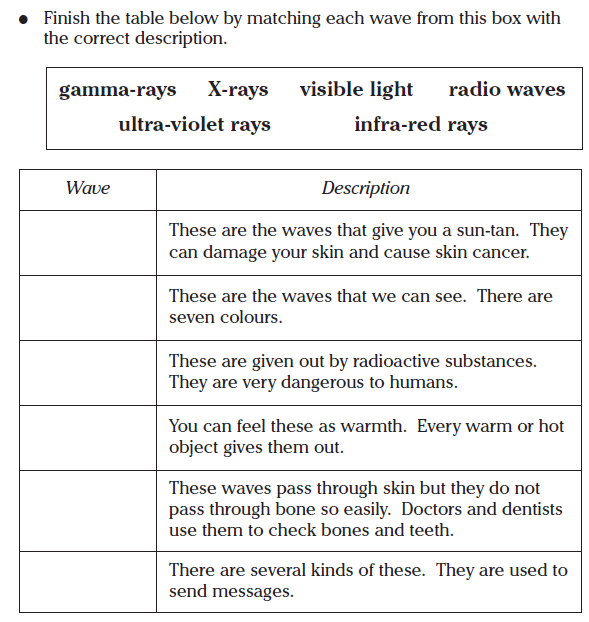 ● Finish the table below by matching each wave from this box with
the correct description.
gamma-rays X-rays visible light radio waves
ultra-violet rays infra-red rays
Wave Description
These are the waves that give you a sun-tan. They
can damage your skin and cause skin cancer.
These are the waves that we can see. There are
seven colours.
These are given out by radioactive substances.
They are very dangerous to humans.
You can feel these as warmth. Every warm or hot
object gives them out.
These waves pass through skin but they do not
pass through bone so easily. Doctors and dentists
use them to check bones and teeth.
There are several kinds of these. They are used to
send messages.